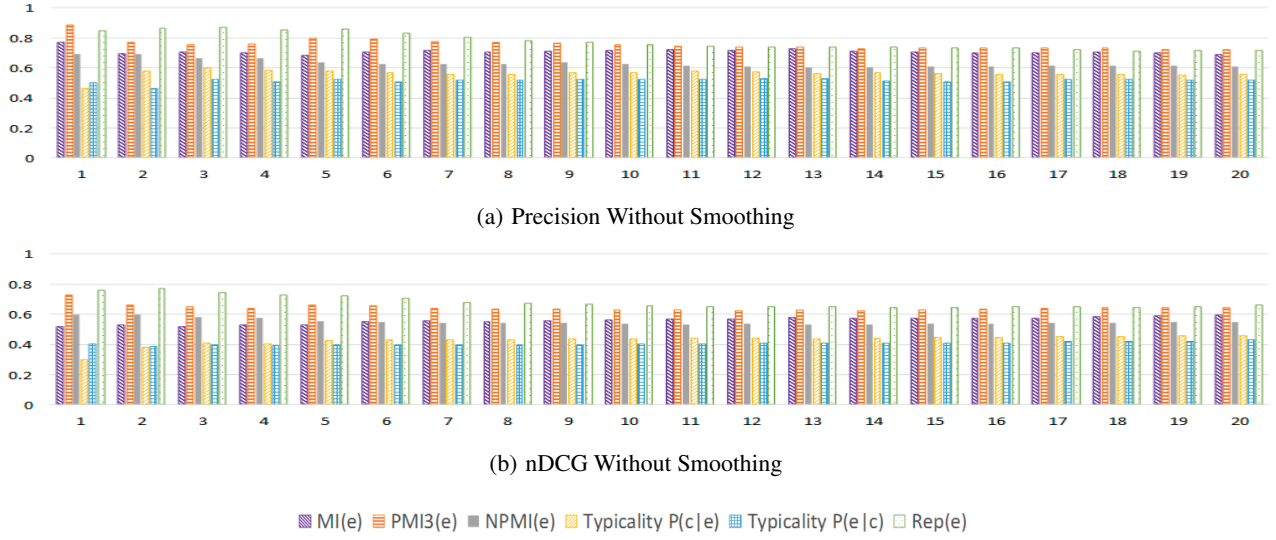 1
0.8
0.6
0.4
0.2
0
1 2 3 4 5 6 7 8 9 10 11 12 13 14 15 16 17 18 19 20
(a) Precision Without Smoothing
1
0.8
0.6
0.4
0.2
0
1 2 3 4 5 6 7 8 9 10 11 12 13 14 15 16 17 18 19 20
(b) nDCG Without Smoothing
MI(e) PMI3(e) NPMI(e) Typicality P(c|e) Typicality P(e|c) Rep(e)